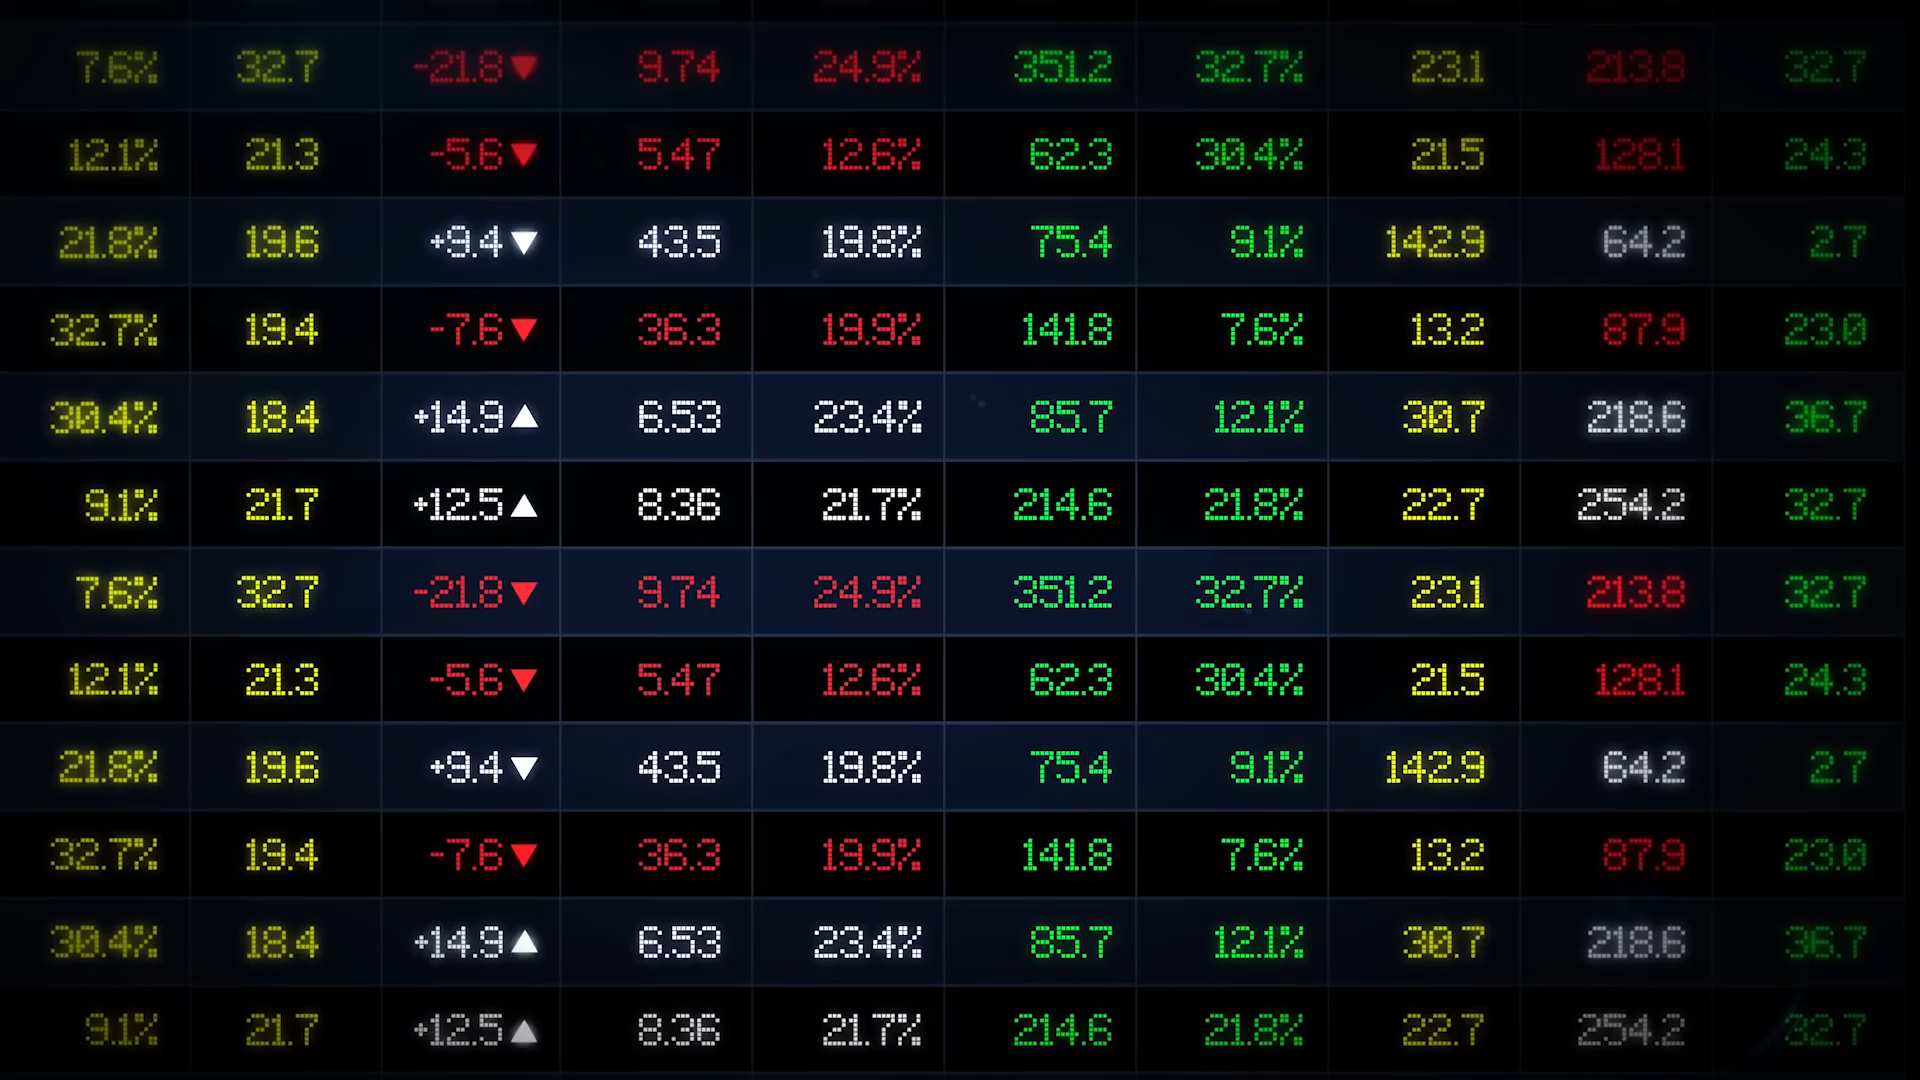 7.6% 32.7 -21.8▼ 9.74 24.9% 351.2 32.7% 23.1 213.8 32.7
12.1% 21.3 -5.6▼ 5.47 12.6% 62.3 30.4% 21.5 128.1 24.3
21.8% 19.6 +9.4▼ 43.5 19.8% 75.4 9.1% 142.9 64.2 2.7
32.7% 19.4 -7.6▼ 36.3 19.9% 141.8 7.6% 13.2 87.9 23.0
30.4% 18.4 +14.9▲ 6.53 23.4% 85.7 12.1% 30.7 218.6 36.7
9.1% 21.7 +12.5▲ 8.36 21.7% 214.6 21.8% 22.7 254.2 32.7
7.6% 32.7 -21.8▼ 9.74 24.9% 351.2 32.7% 23.1 213.8 32.7
12.1% 21.3 -5.6▼ 5.47 12.6% 62.3 30.4% 21.5 128.1 24.3
21.8% 19.6 +9.4▼ 43.5 19.8% 75.4 9.1% 142.9 64.2 2.7
32.7% 19.4 -7.6▼ 36.3 19.9% 141.8 7.6% 13.2 87.9 23.0
30.4% 18.4 +14.9▲ 6.53 23.4% 85.7 12.1% 30.7 218.6 36.7
9.1% 21.7 +12.5▲ 8.36 21.7% 214.6 21.8% 22.7 254.2 32.7